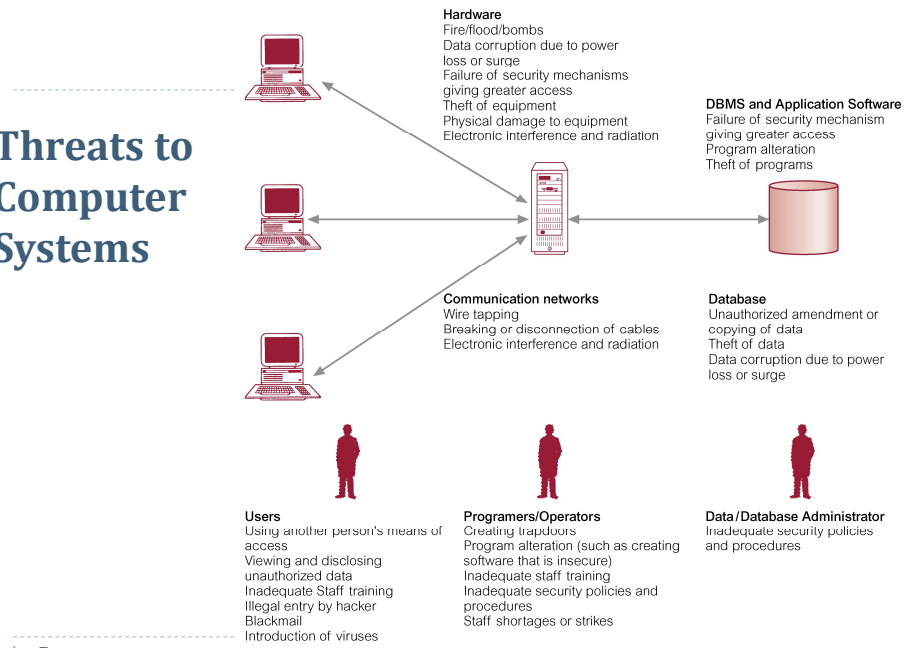 Threats to
Computer
Systems
Hardware
Fire/flood/bombs
Data corruption due to power
loss or surge
Failure of security mechanisms
giving greater access
Theft of equipment
Physical damage to equipment
Electronic interference and radiation
DBMS and Application Software
Failure of security mechanism
giving greater access
Program alteration
Theft of programs
Communication networks
Wire tapping
Breaking or disconnection of cables
Electronic interference and radiation
Database
Unauthorized amendment or
copying of data
Theft of data
Data corruption due to power
loss or surge
Users
Using another person's means of
access
Viewing and disclosing
unauthorized data
Inadequate Staff training
Illegal entry by hacker
Blackmail
Introduction of viruses
Programers/Operators
Creating trapdoors
Program alteration (such as creating
software that is insecure)
Inadequate staff training
Inadequate security policies and
procedures
Staff shortages or strikes
Data/Database Administrator
Inadequate security policies
and procedures